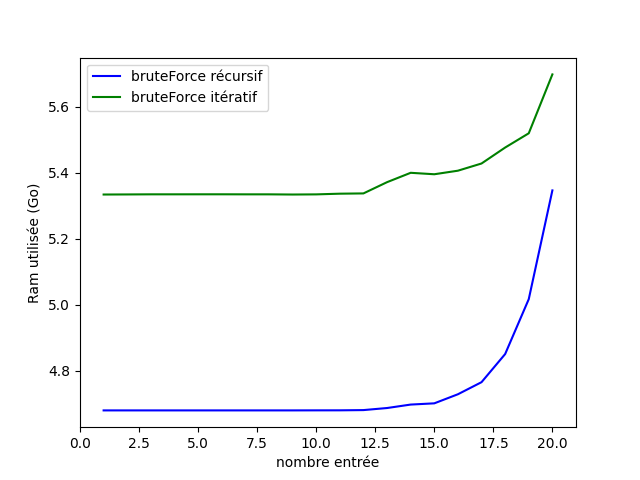 bruteForce récursif
bruteForce itératif
5.6
5.4
5.2
5.0
4.8
Ram utilisée (Go)
0.0 2.5 5.0 7.5 10.0 12.5 15.0 17.5 20.0
nombre entrée